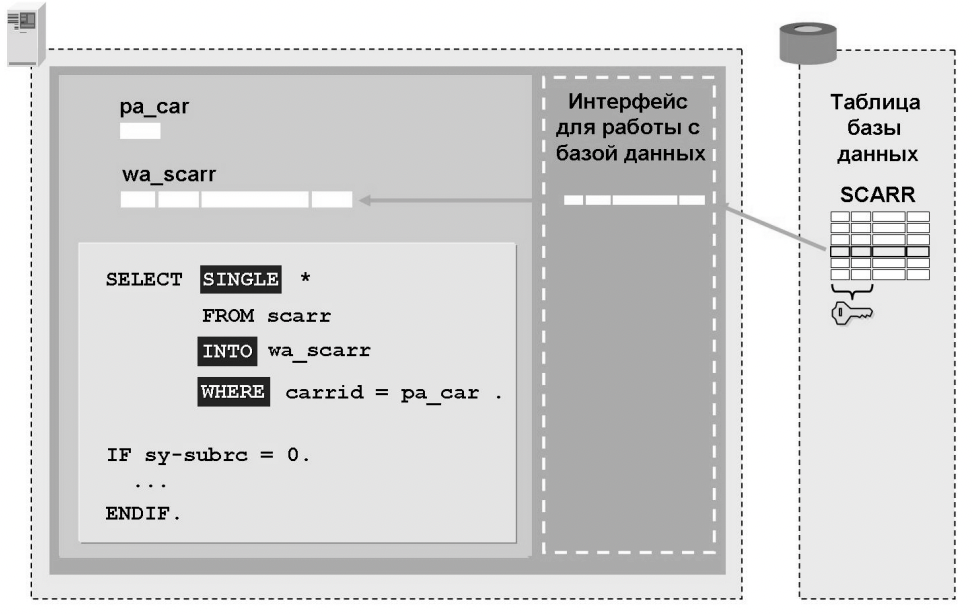 pa_car
wa_scarr
SELECT SINGLE *
FROM scarr
INTO wa_scarr
WHERE carrid = pa_car .
IF sy-subrc = 0.
...
ENDIF.
Интерфейс
для работы с
базой данных
Таблица
базы
данных
SCARR